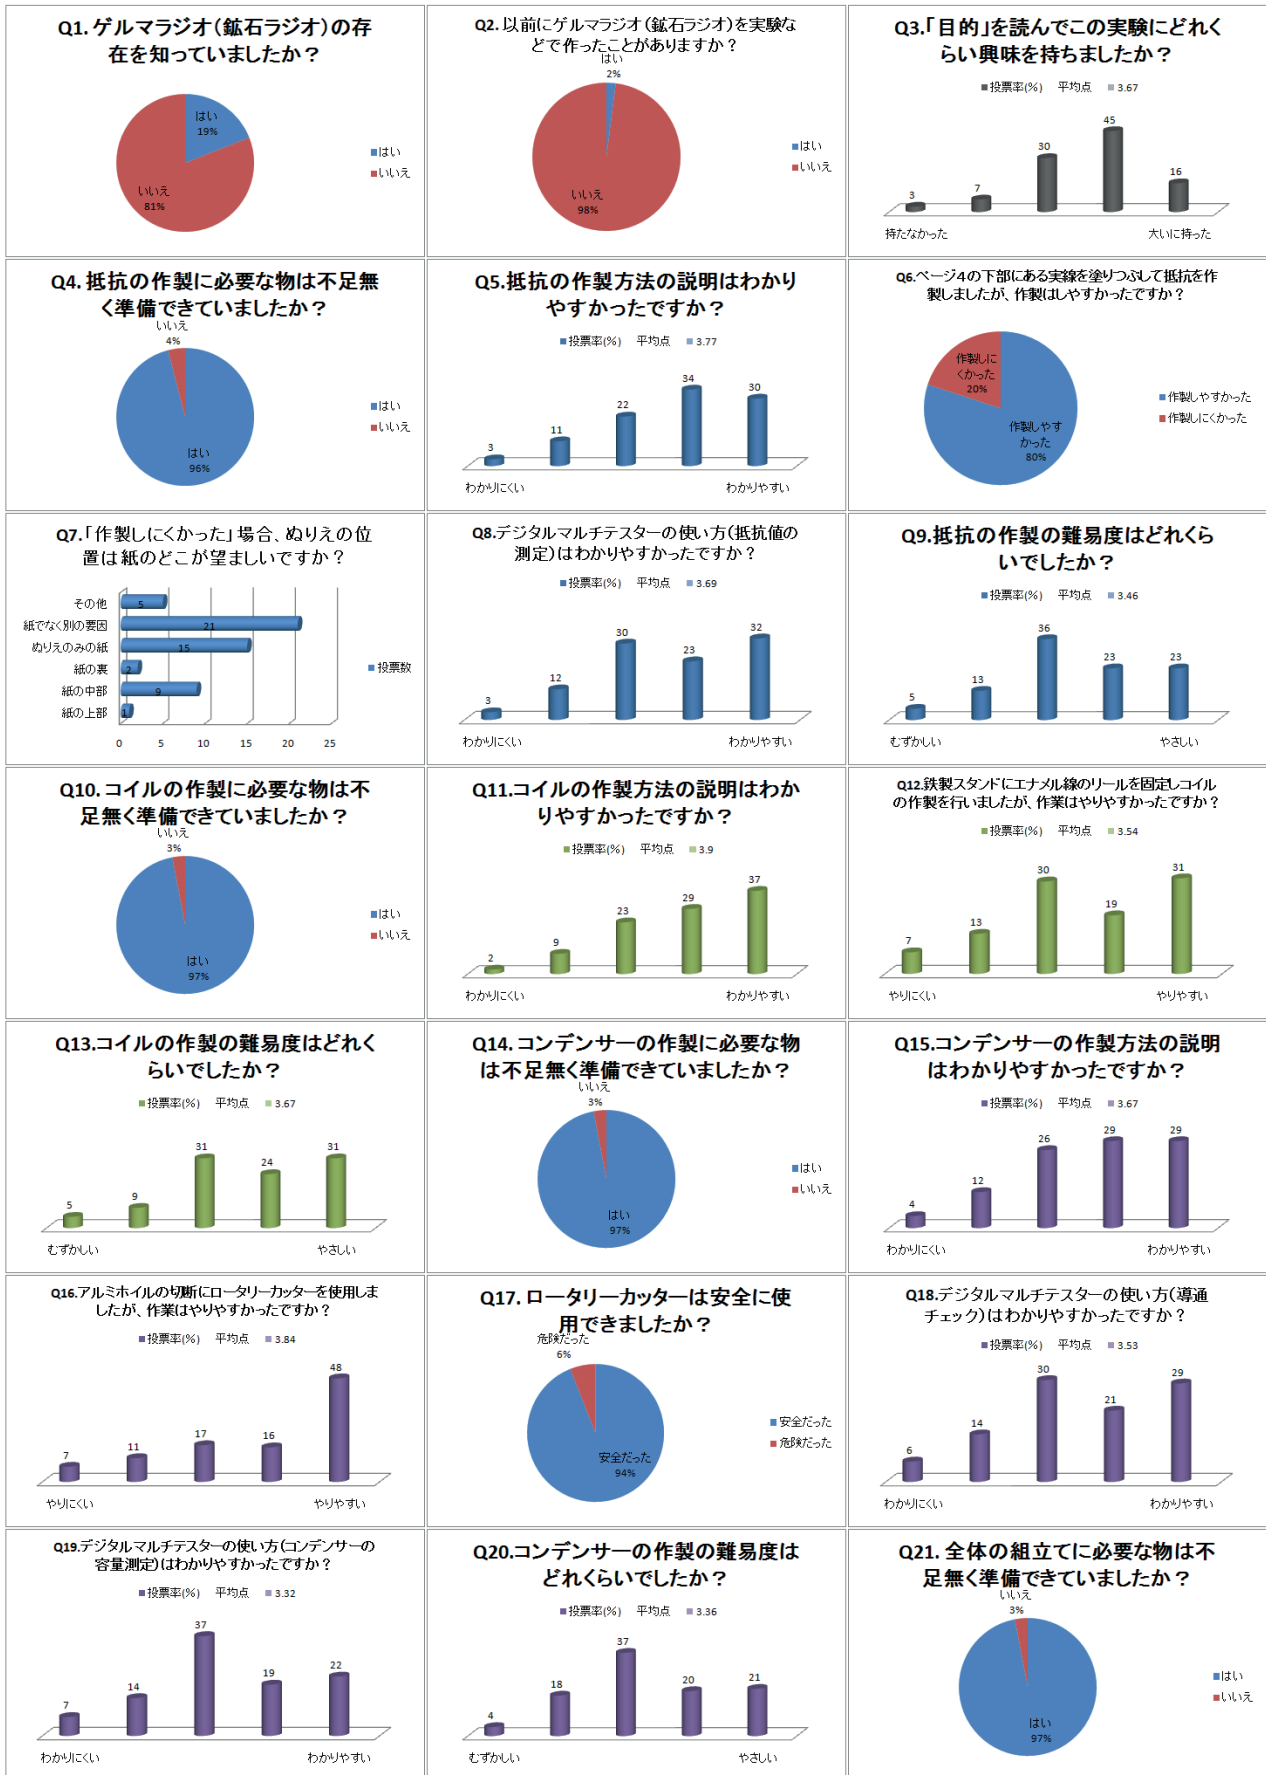 Q1. ゲルマラジオ（鉱石ラジオ）の存
在を知っていましたか？
はい
19%
いいえ
81%
はい
いいえ
Q2. 以前にゲルマラジオ（鉱石ラジオ）を実験な
どで作ったことがありますか？
はい
2%
いいえ
98%
はい
いいえ
Q3.「目的」を読んでこの実験にどれく
らい興味を持ちましたか？
投票率(%) 平均点 3.67
3 7 30 45 16
持たなかった 大いに持った
Q4. 抵抗の作製に必要な物は不足無
く準備できていましたか？
いいえ
4%
はい
96%
はい
いいえ
Q5.抵抗の作製方法の説明はわかり
やすかったですか？
投票率(%) 平均点 3.77
3 11 22 34 30
わかりにくい わかりやすい
Q6.ページ４の下部にある実線を塗りつぶして抵抗を作
製しましたが、作製はしやすかったですか？
作製しに
くかった
20%
作製しやす
かった
80%
作製しやすかった
作製しにくかった
Q7.「作製しにくかった」場合、ぬりえの位
置は紙のどこが望ましいですか？
その他 5
紙でなく別の要因 21
ぬりえのみの紙 15
紙の裏 2
紙の中部 9
紙の上部 1
0 5 10 15 20 25
投票数
Q8.デジタルマルチテスターの使い方（抵抗値の
測定）はわかりやすかったですか？
投票率(%) 平均点 3.69
3 12 30 23 32
わかりにくい わかりやすい
Q9.抵抗の作製の難易度はどれくら
いでしたか？
投票率(%) 平均点 3.46
5 13 36 23 23
むずかしい やさしい
Q10. コイルの作製に必要な物は不
足無く準備できていましたか？
いいえ
3%
はい
97%
はい
いいえ
Q11.コイルの作製方法の説明はわか
りやすかったですか？
投票率(%) 平均点 3.9
2 9 23 29 37
わかりにくい わかりやすい
Q12.鉄製スタンドにエナメル線のリールを固定しコイル
の作製を行いましたが、作業はやりやすかったですか？
投票率(%) 平均点 3.54
7 13 30 19 31
やりにくい やりやすい
Q13.コイルの作製の難易度はどれく
らいでしたか？
投票率(%) 平均点 3.67
5 9 31 24 31
むずかしい やさしい
Q14. コンデンサーの作製に必要な物
は不足無く準備できていましたか？
いいえ
3%
はい
97%
はい
いいえ
Q15.コンデンサーの作製方法の説明
はわかりやすかったですか？
投票率(%) 平均点 3.67
4 12 26 29 29
わかりにくい わかりやすい
Q16.アルミホイルの切断にロータリーカッターを使用しま
したが、作業はやりやすかったですか？
投票率(%) 平均点 3.84
7 11 17 16 48
やりにくい やりやすい
Q17. ロータリーカッターは安全に使
用できましたか？
危険だった
6%
安全だった
94%
安全だった
危険だった
Q18.デジタルマルチテスターの使い方（導通
チェック）はわかりやすかったですか？
投票率(%) 平均点 3.53
6 14 30 21 29
わかりにくい わかりやすい
Q19.デジタルマルチテスターの使い方（コンデンサーの
容量測定）はわかりやすかったですか？
投票率(%) 平均点 3.32
7 14 37 19 22
わかりにくい わかりやすい
Q20.コンデンサーの作製の難易度は
どれくらいでしたか？
投票率(%) 平均点 3.36
4 18 37 20 21
むずかしい やさしい
Q21. 全体の組立てに必要な物は不
足無く準備できていましたか？
いいえ
3%
はい
97%
はい
いいえ